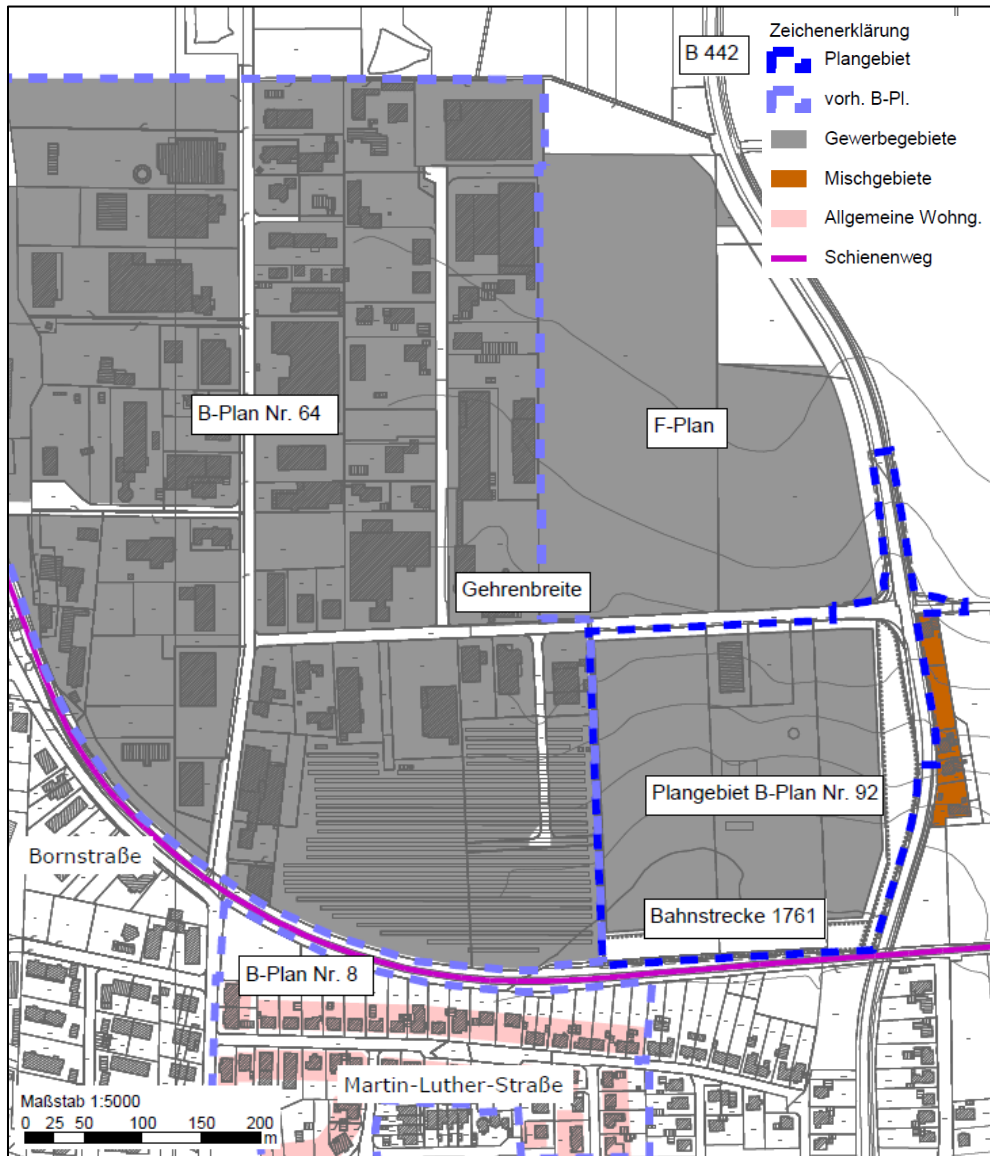 B 442
Zeichenerklärung
Plangebiet
vorh. B-Pl.
Gewerbegebiete
Mischgebiete
Allgemeine Wohng.
Schienenweg
B-Plan Nr. 64
F-Plan
Gehrenbreite
Plangebiet B-Plan Nr. 92
Bornstraße
Bahnstrecke 1761
B-Plan Nr. 8
Martin-Luther-Straße
Maßstab 1:5000
0 25 50 100 150 200
m